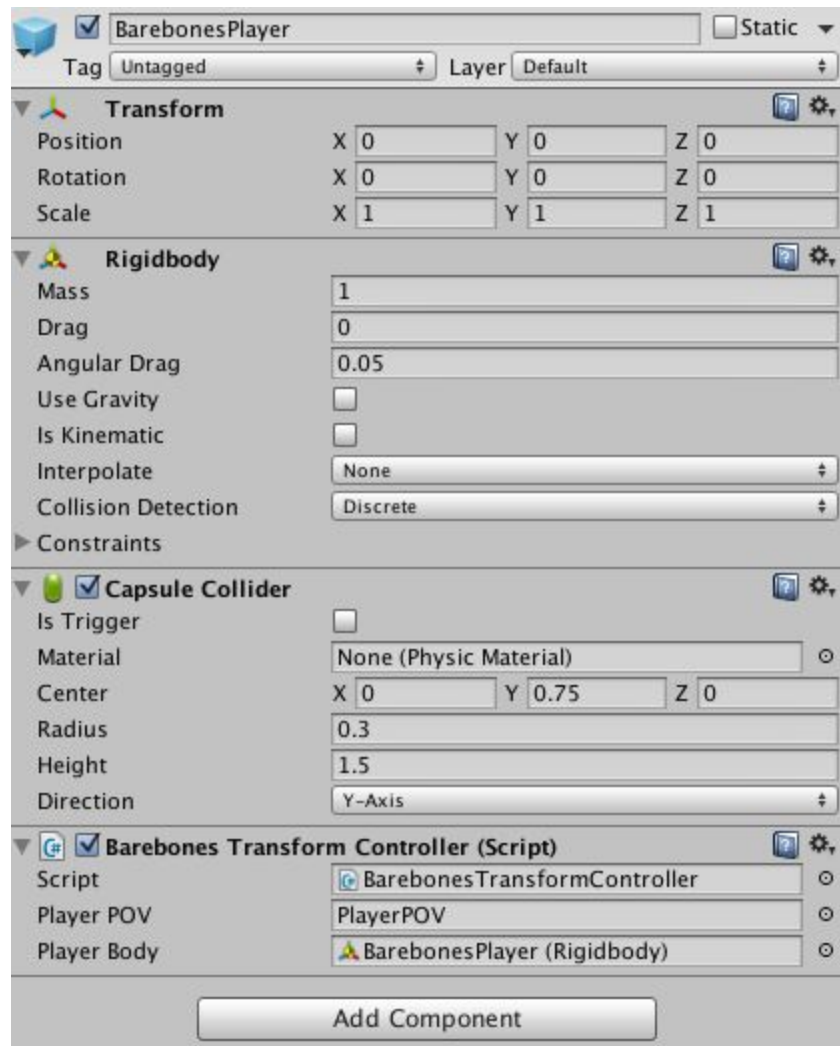 BarebonesPlayer Static
Tag Untagged Layer Default
Transform
Position X 0 Y 0 Z 0
Rotation X 0 Y 0 Z 0
Scale X 1 Y 1 Z 1
Rigidbody
Mass 1
Drag 0
Angular Drag 0.05
Use Gravity
Is Kinematic
Interpolate None
Collision Detection Discrete
Constraints
Capsule Collider
Is Trigger
Material None (Physic Material)
Center X 0 Y 0.75 Z 0
Radius 0.3
Height 1.5
Direction Y-Axis
C# Barebones Transform Controller (Script)
Script BarebonesTransformController
Player POV PlayerPOV
Player Body BarebonesPlayer (Rigidbody)
Add Component